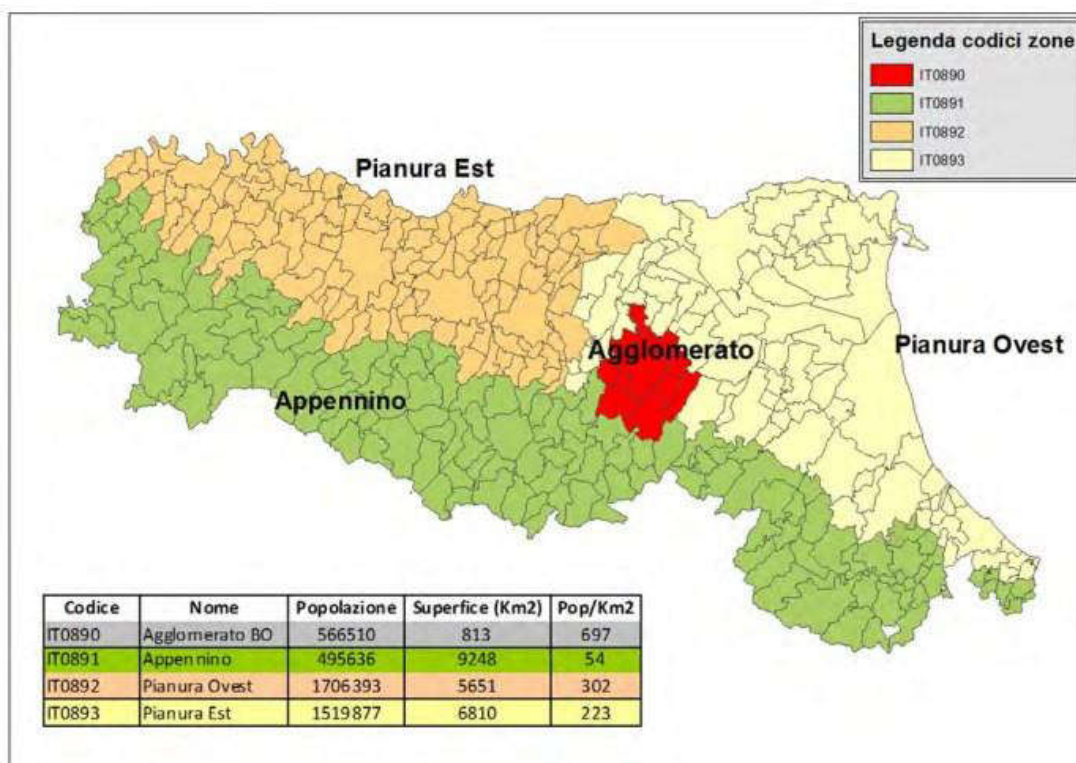 Legenda codici zone
IT0890
IT0891
IT0892
IT0893
Pianura Est
Agglomerato
Pianura Ovest
Appennino
Codice Nome Popolazione Superfice (Km2) Pop/Km2
IT0890 Agglomerato BO 566510 813 697
IT0891 Appennino 495636 9248 54
IT0892 Pianura Ovest 1706393 5651 302
IT0893 Pianura Est 1519877 6810 223